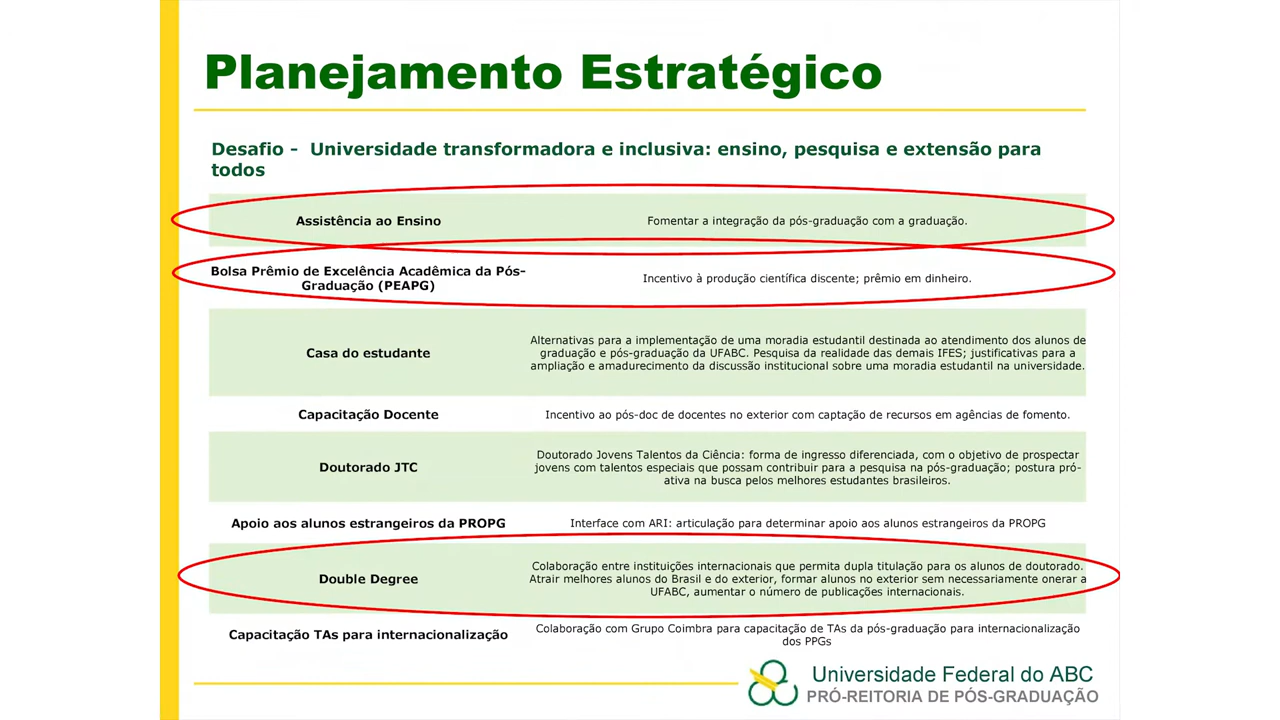 Planejamento Estratégico
Desafio -  Universidade transformadora e inclusiva: ensino, pesquisa e extensão para
todos
Assistência ao Ensino
Fomentar a integração da pós-graduação com a graduação.
Bolsa Prêmio de Excelência Acadêmica da Pós-
Graduação (PEAPG)
Incentivo à produção científica discente; prêmio em dinheiro.
Casa do estudante
Alternativas para a implementação de uma moradia estudantil destinada ao atendimento dos alunos de
graduação e pós-graduação da UFABC. Pesquisa da realidade das demais IFES; justificativas para a
ampliação e amadurecimento da discussão institucional sobre uma moradia estudantil na universidade.
Capacitação Docente
Incentivo ao pós-doc de docentes no exterior com captação de recursos em agências de fomento.
Doutorado JTC
Doutorado Jovens Talentos da Ciência: forma de ingresso diferenciada, com o objetivo de prospectar
jovens com talentos especiais que possam contribuir para a pesquisa na pós-graduação; postura pró-
ativa na busca pelos melhores estudantes brasileiros.
Apoio aos alunos estrangeiros da PROPG
Interface com ARI: articulação para determinar apoio aos alunos estrangeiros da PROPG
Double Degree
Colaboração entre instituições internacionais que permita dupla titulação para os alunos de doutorado.
Atrair melhores alunos do Brasil e do exterior, formar alunos no exterior sem necessariamente onerar a
UFABC, aumentar o número de publicações internacionais.
Capacitação TAs para internacionalização
Colaboração com Grupo Coimbra para capacitação de TAs da pós-graduação para internacionalização
dos PPGs
Universidade Federal do ABC
PRÓ-REITORIA DE PÓS-GRADUAÇÃO